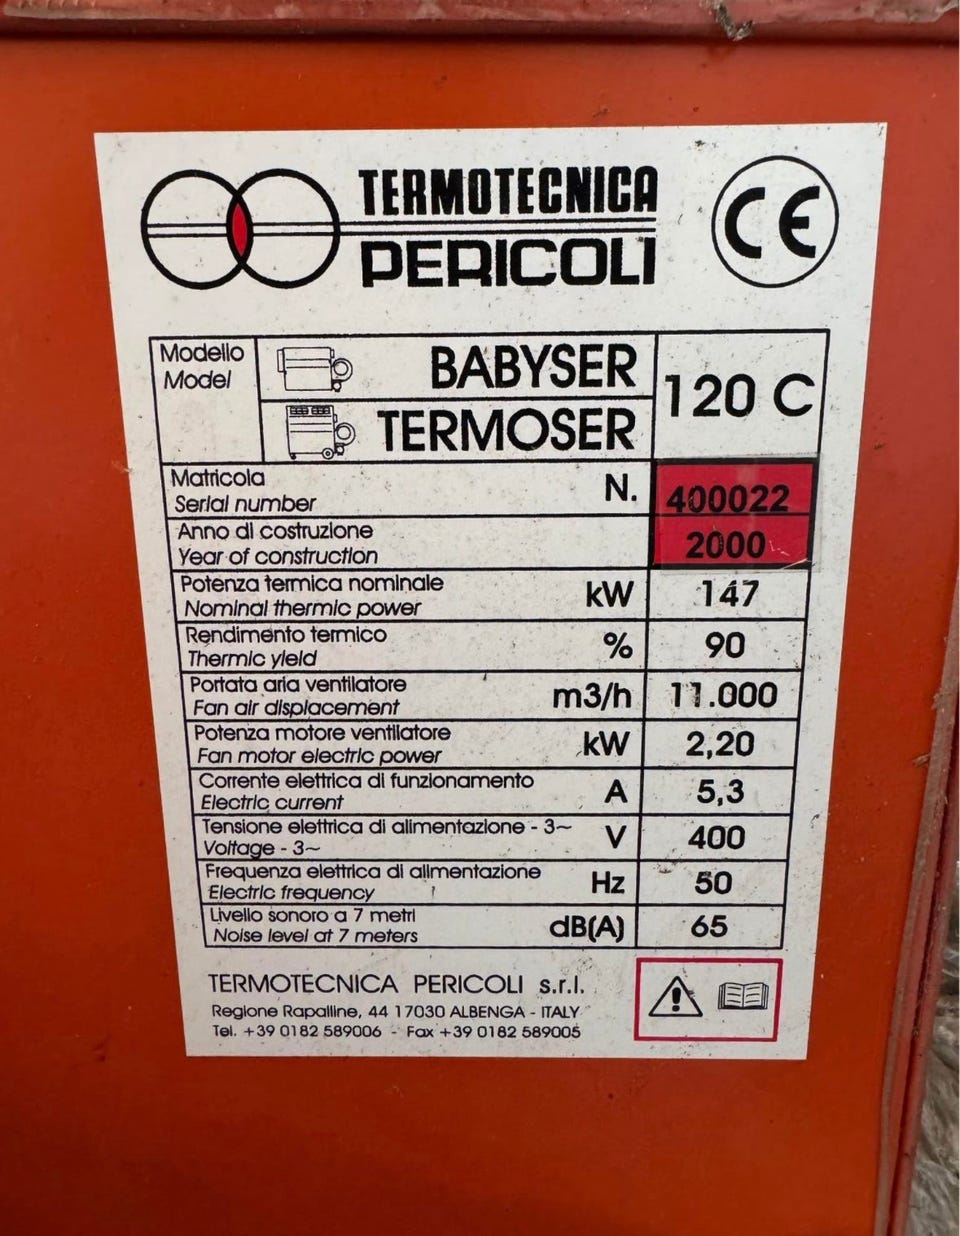 TERMOTECNICA
PERICOLI
CE
Modello
Model
BABYSER
TERMOSER
120 C
Matricola
Serial number
N.
400022
Anno di costruzione
Year of construction
2000
Potenza termica nominale
Nominal thermic power
kW
147
Rendimento termico
Thermic yield
%
90
Portata aria ventilatore
Fan air displacement
m3/h
11.000
Potenza motore ventilatore
Fan motor electric power
kW
2,20
Corrente elettrica di funzionamento
Electric current
A
5,3
Tensione elettrica di alimentazione - 3~
Voltage - 3~
V
400
Frequenza elettrica di alimentazione
Electric frequency
Hz
50
Livello sonoro a 7 metri
Noise level at 7 meters
dB(A)
65
TERMOTECNICA PERICOLI s.r.l.
Regione Rapalline, 44 17030 ALBENGA - ITALY
Tel. +39 0182 589006 - Fax +39 0182 589005